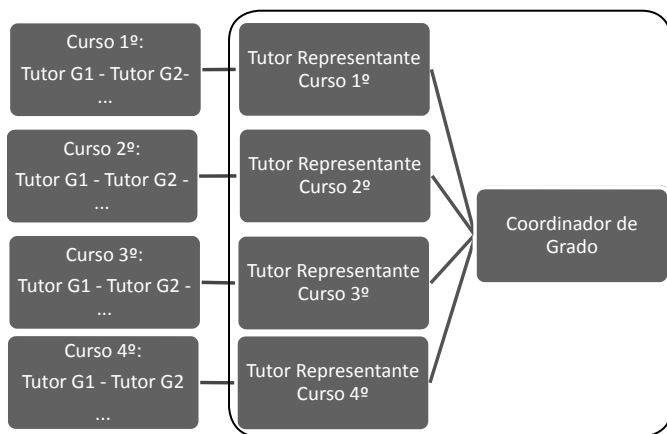 Curso 1º:
Tutor G1 - Tutor G2-
...
Tutor Representante
Curso 1º
Curso 2º:
Tutor G1 - Tutor G2 -
...
Tutor Representante
Curso 2º
Coordinador de
Grado
Curso 3º:
Tutor G1 - Tutor G2 -
...
Tutor Representante
Curso 3º
Curso 4º:
Tutor G1 - Tutor G2
...
Tutor Representante
Curso 4º